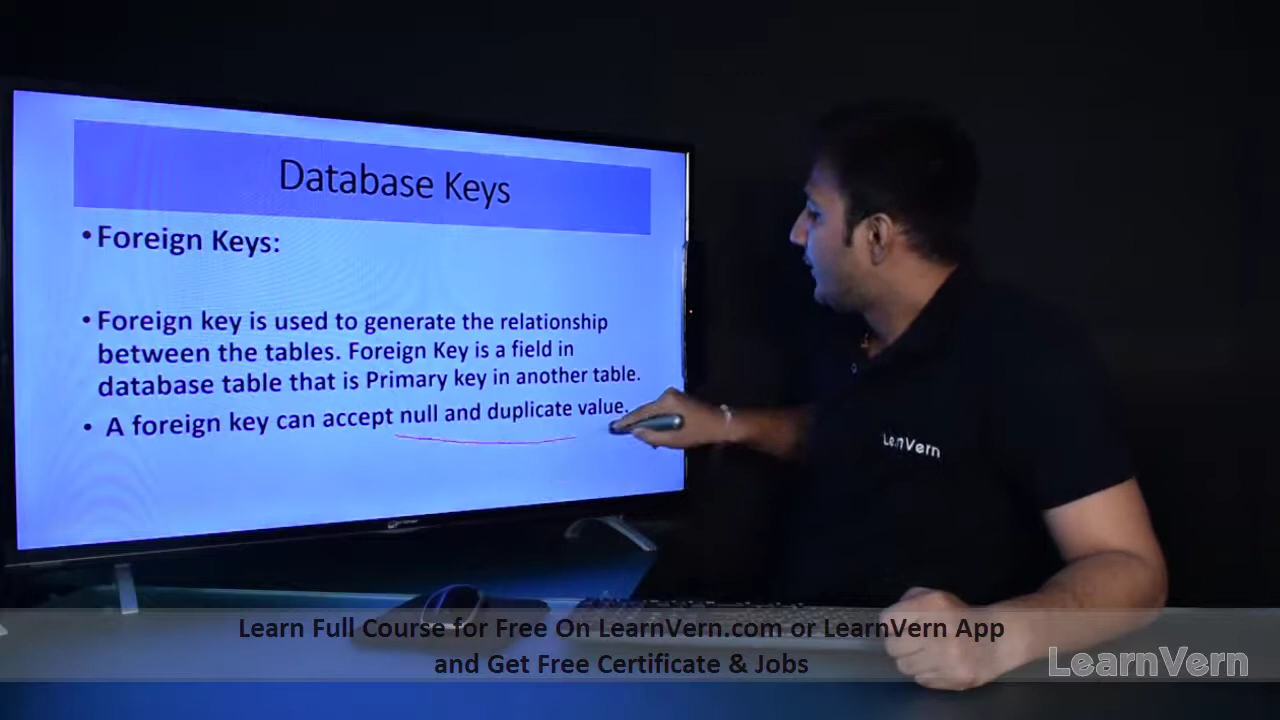 Database Keys
•Foreign Keys:
•Foreign key is used to generate the relationship
between the tables. Foreign Key is a field in
database table that is Primary key in another table.
• A foreign key can accept null and duplicate value.
LearnVern
Learn Full Course for Free On LearnVern.com or LearnVern App
and Get Free Certificate & Jobs
LearnVern